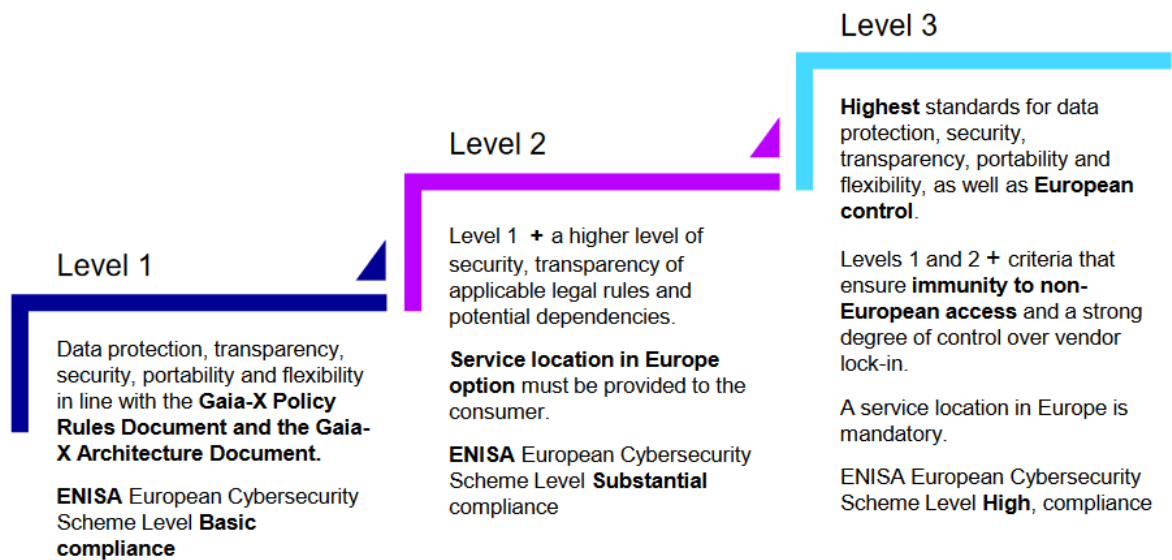 Level 1
Data protection, transparency,
security, portability and flexibility
in line with the Gaia-X Policy
Rules Document and the Gaia-
X Architecture Document.
ENISA European Cybersecurity
Scheme Level Basic
compliance
Level 2
Level 1 + a higher level of
security, transparency of
applicable legal rules and
potential dependencies.
Service location in Europe
option must be provided to the
consumer.
ENISA European Cybersecurity
Scheme Level Substantial
compliance
Level 3
Highest standards for data
protection, security,
transparency, portability and
flexibility, as well as European
control.
Levels 1 and 2 + criteria that
ensure immunity to non-
European access and a strong
degree of control over vendor
lock-in.
A service location in Europe is
mandatory.
ENISA European Cybersecurity
Scheme Level High, compliance